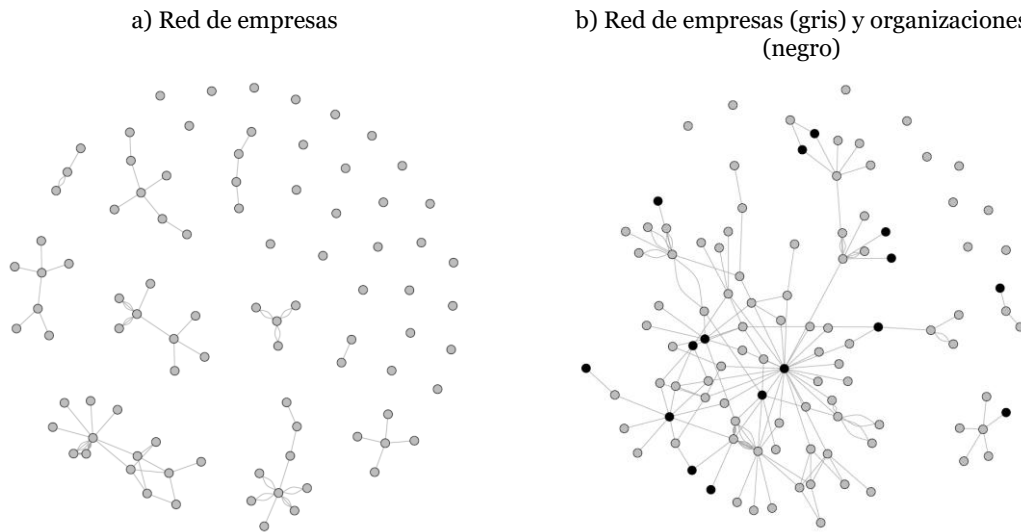 a) Red de empresas
b) Red de empresas (gris) y organizaciones
(negro)